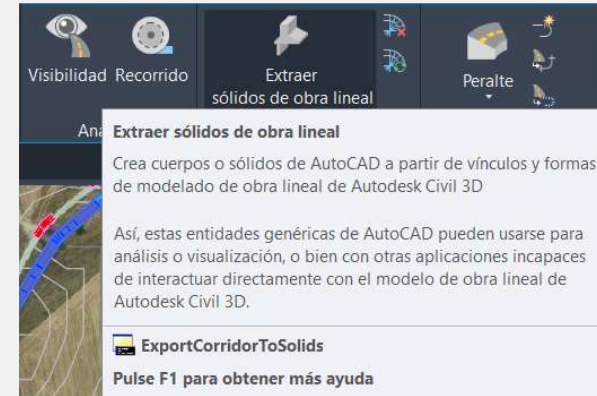 Visibilidad Recorrido
Extraer
sólidos de obra lineal
Peralte
Extraer sólidos de obra lineal
Crea cuerpos o sólidos de AutoCAD a partir de vínculos y formas
de modelado de obra lineal de Autodesk Civil 3D
Así, estas entidades genéricas de AutoCAD pueden usarse para
análisis o visualización, o bien con otras aplicaciones incapaces
de interactuar directamente con el modelo de obra lineal de
Autodesk Civil 3D.
ExportCorridorToSolids
Pulse F1 para obtener más ayuda